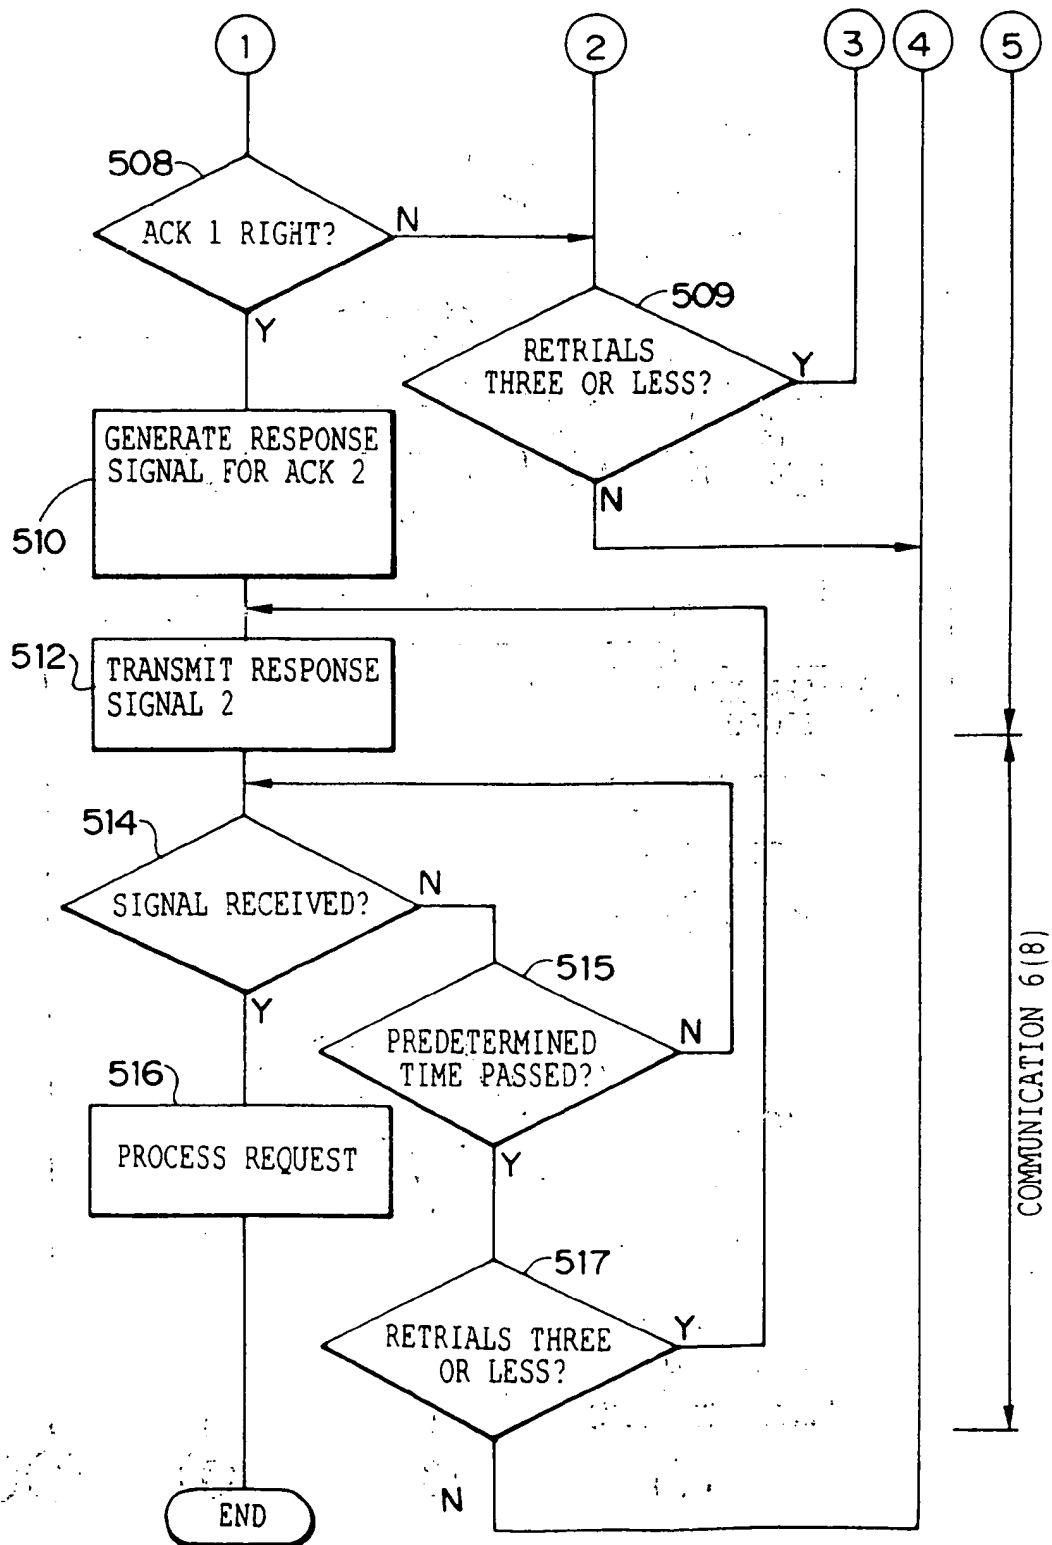 1 2 3 4 5
508
ACK 1 RIGHT?
N
Y
509
RETRIALS
THREE OR LESS?
Y
N
GENERATE RESPONSE
SIGNAL FOR ACK 2
510
512
TRANSMIT RESPONSE
SIGNAL 2
514
SIGNAL RECEIVED?
N
Y
515
PREDETERMINED
TIME PASSED?
N
Y
516
PROCESS REQUEST
517
RETRIALS THREE
OR LESS?
Y
N
COMMUNICATION 6(8)
END